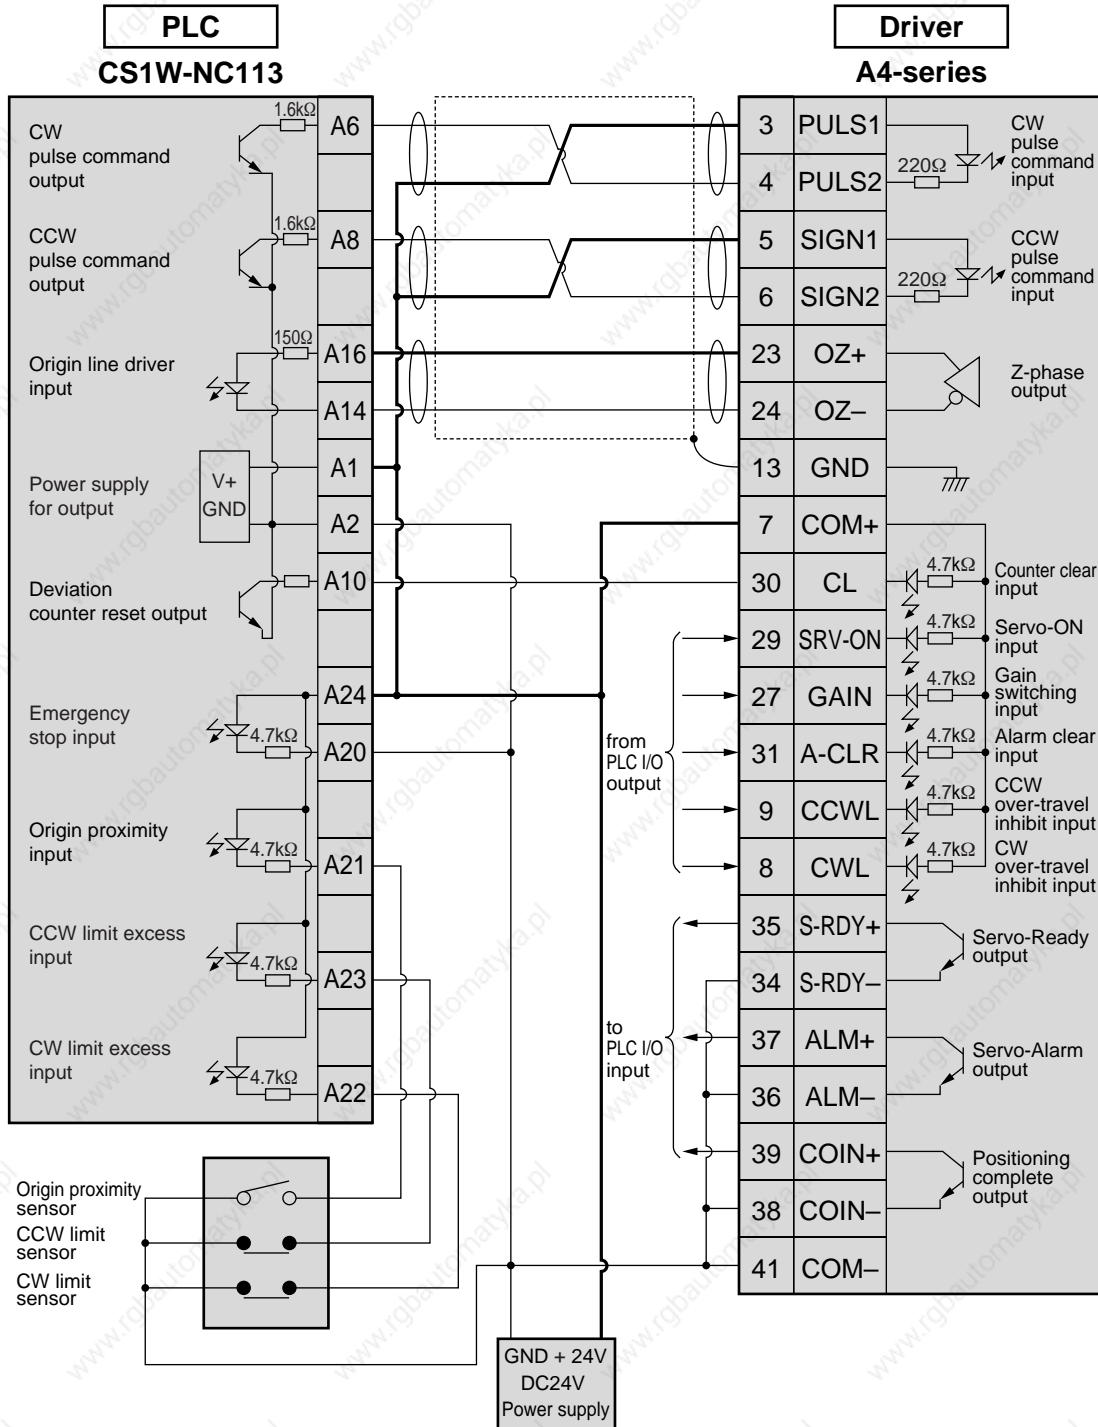 PLC
CS1W-NC113
Driver
A4-series
CW
pulse command
output
1.6kΩ
A6
CCW
pulse command
output
1.6kΩ
A8
Origin line driver
input
150Ω
A16
A14
Power supply
for output
V+
GND
A1
A2
Deviation
counter reset output
A10
Emergency
stop input
A24
4.7kΩ
A20
Origin proximity
input
4.7kΩ
A21
CCW limit excess
input
4.7kΩ
A23
CW limit excess
input
4.7kΩ
A22
Origin proximity
sensor
CCW limit
sensor
CW limit
sensor
GND + 24V
DC24V
Power supply
from
PLC I/O
output
to
PLC I/O
input
3 PULS1
4 PULS2
220Ω
CW
pulse
command
input
5 SIGN1
6 SIGN2
220Ω
CCW
pulse
command
input
23 OZ+
24 OZ–
Z-phase
output
13 GND
7 COM+
30 CL
4.7kΩ
Counter clear
input
29 SRV-ON
4.7kΩ
Servo-ON
input
27 GAIN
4.7kΩ
Gain
switching
input
31 A-CLR
4.7kΩ
Alarm clear
input
9 CCWL
4.7kΩ
CCW
over-travel
inhibit input
8 CWL
4.7kΩ
CW
over-travel
inhibit input
35 S-RDY+
34 S-RDY–
Servo-Ready
output
37 ALM+
36 ALM–
Servo-Alarm
output
39 COIN+
38 COIN–
Positioning
complete
output
41 COM–
www.rgbautomatyka.pl